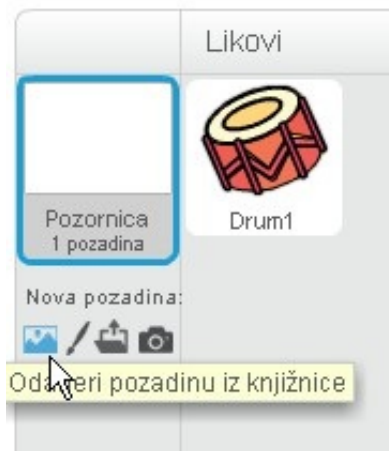 Likovi
Pozornica
1 pozadina
Drum1
Nova pozadina:
Odaberi pozadinu iz knjižnice